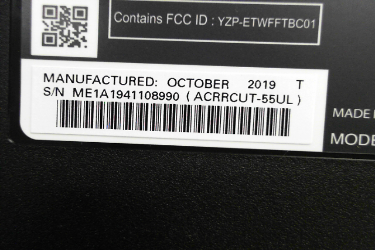 Contains FCC ID : YZP-ETWFFTBC01
MANUFACTURED: OCTOBER 2019 T
S/N ME1A1941108990 (ACRRCUT-55UL)
MADE
MODE